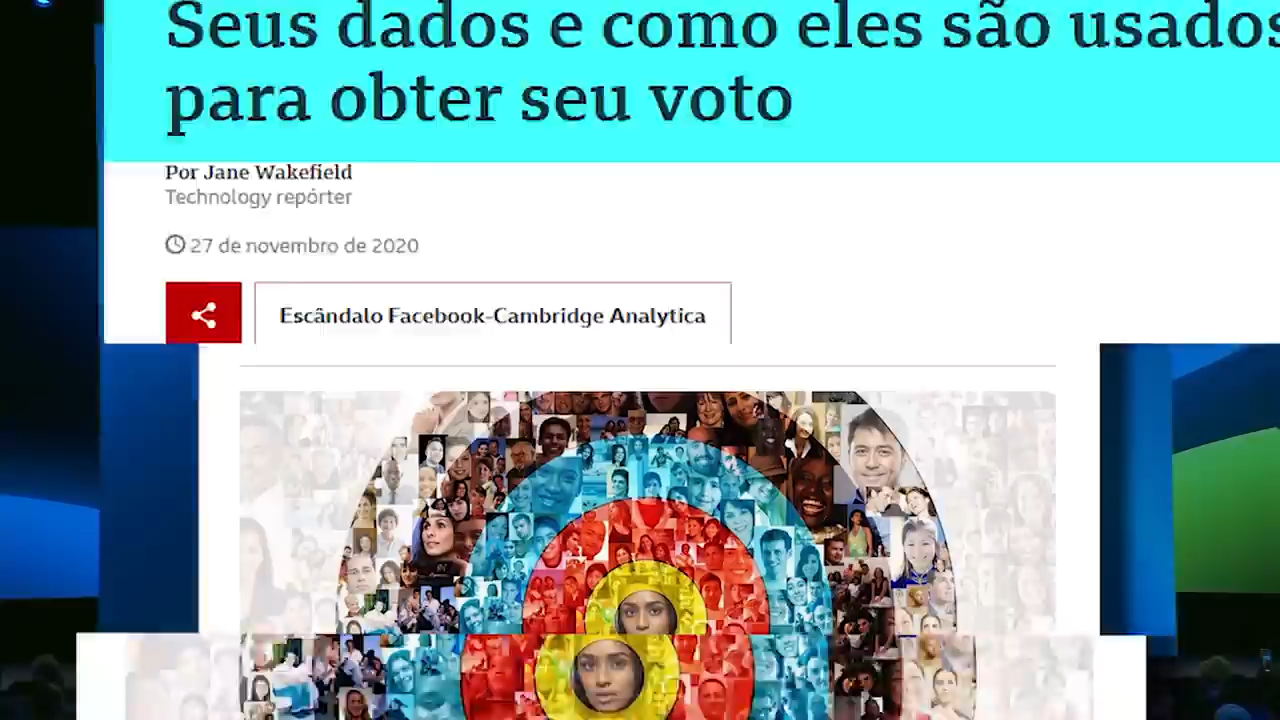 Seus dados e como eles são usados
para obter seu voto
Por Jane Wakefield
Technology repórter
27 de novembro de 2020
Escândalo Facebook-Cambridge Analytica